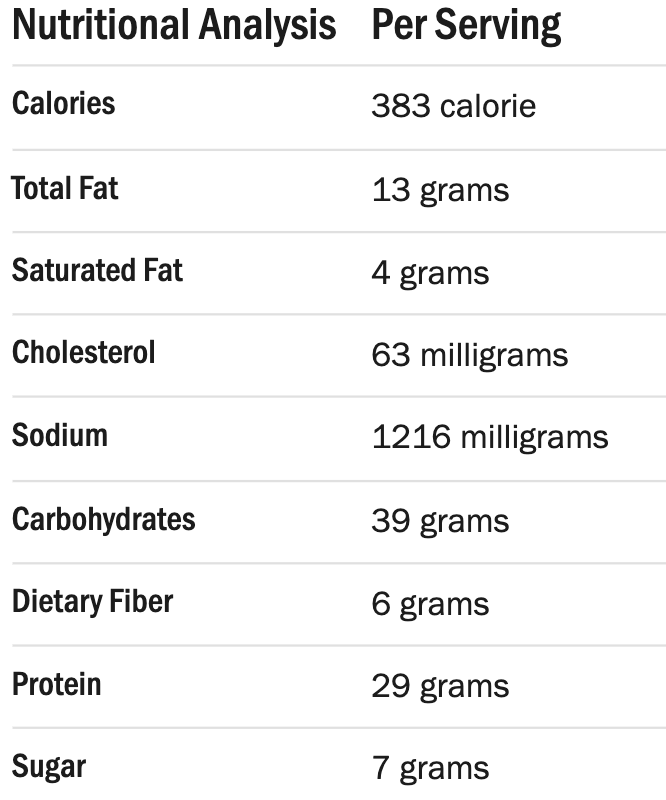 Nutritional Analysis Per Serving
Calories 383 calorie
Total Fat 13 grams
Saturated Fat 4 grams
Cholesterol 63 milligrams
Sodium 1216 milligrams
Carbohydrates 39 grams
Dietary Fiber 6 grams
Protein 29 grams
Sugar 7 grams